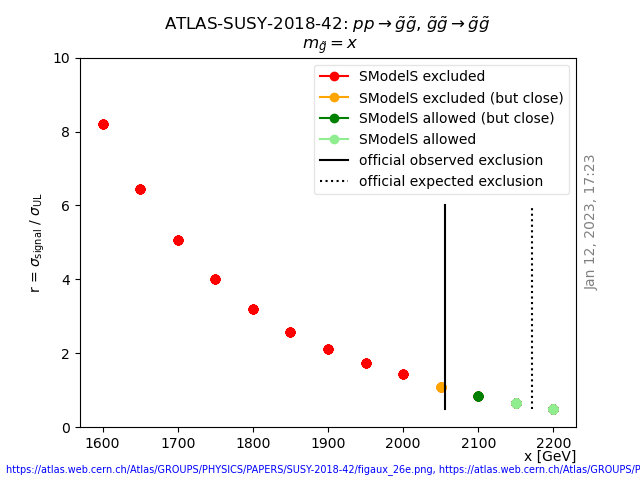 ATLAS-SUSY-2018-42: pp → g̃g̃, g̃g̃ → g̃g̃
m_g̃ = x
10
8
6
4
2
0
r = σ_signal / σ_UL
SModelS excluded
SModelS excluded (but close)
SModelS allowed (but close)
SModelS allowed
official observed exclusion
official expected exclusion
Jan 12, 2023, 17:23
1600 1700 1800 1900 2000 2100 2200
x [GeV]
https://atlas.web.cern.ch/Atlas/GROUPS/PHYSICS/PAPERS/SUSY-2018-42/figaux_26e.png, https://atlas.web.cern.ch/Atlas/GROUPS/P